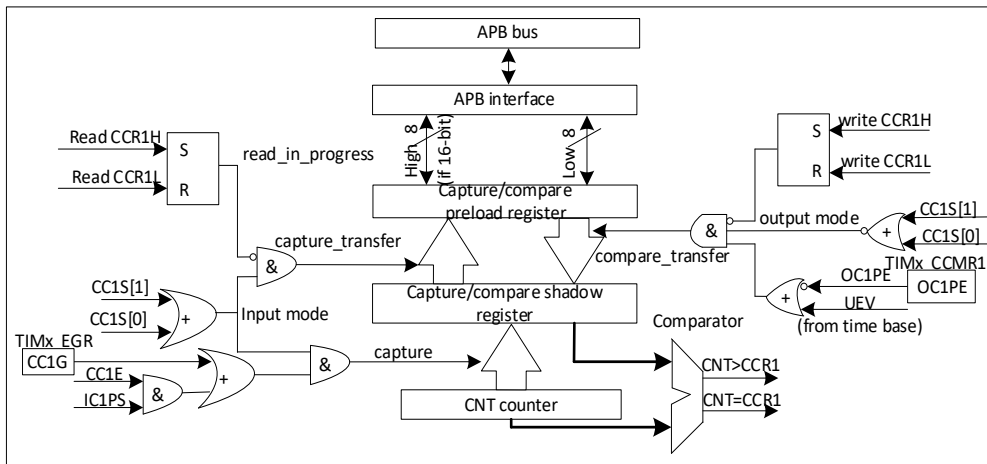 APB bus
APB interface
High 8
(if 16-bit)
Low 8
Read CCR1H
Read CCR1L
S
R
read_in_progress
write CCR1H
write CCR1L
S
R
Capture/compare
preload register
capture_transfer
compare_transfer
&
&
output mode
+
CC1S[1]
CC1S[0]
TIMx_CCMR1
OC1PE
OC1PE
UEV
(from time base)
+
CC1S[1]
CC1S[0]
+
Input mode
Capture/compare shadow
register
Comparator
TIMx_EGR
CC1G
CC1E
IC1PS
&
+
&
capture
CNT counter
CNT>CCR1
CNT=CCR1